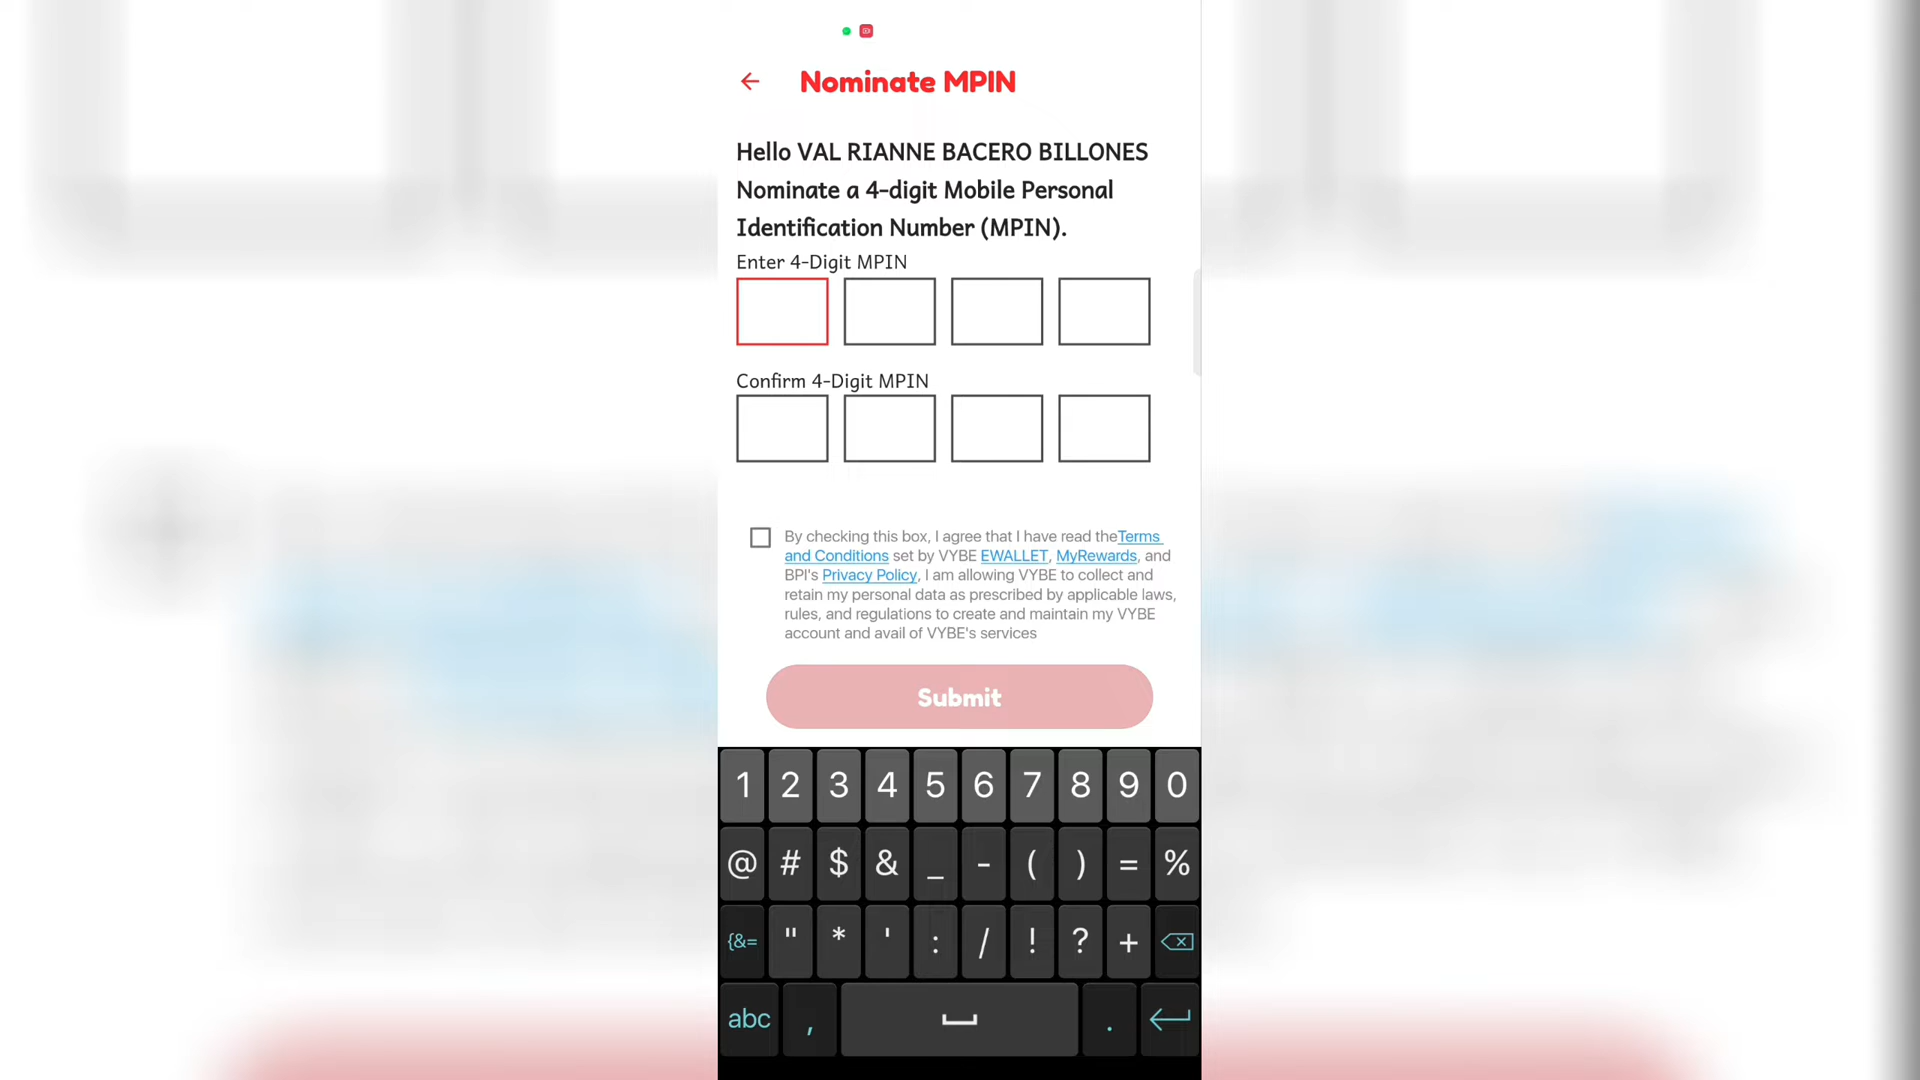 Nominate MPIN
Hello VAL RIANNE BACERO BILLONES
Nominate a 4-digit Mobile Personal
Identification Number (MPIN).
Enter 4-Digit MPIN
Confirm 4-Digit MPIN
By checking this box, I agree that I have read theTerms
and Conditions set by VYBE EWALLET, MyRewards, and
BPI's Privacy Policy, I am allowing VYBE to collect and
retain my personal data as prescribed by applicable laws,
rules, and regulations to create and maintain my VYBE
account and avail of VYBE's services
Submit
1 2 3 4 5 6 7 8 9 0
@ # $ & _ - ( ) = %
{&= " * ' : / ! ? +
abc , .